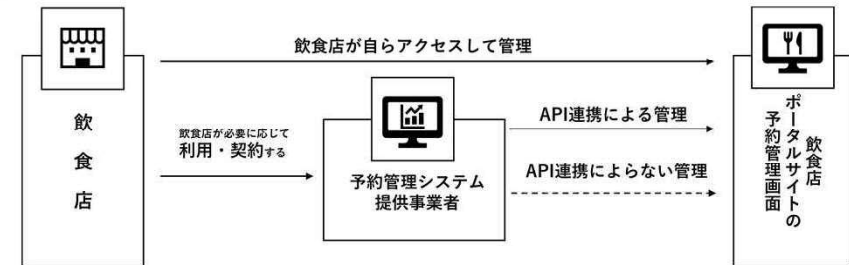 飲食店が自らアクセスして管理
飲食店
飲食店が必要に応じて
利用・契約する
予約管理システム
提供事業者
API連携による管理
API連携によらない管理
飲食店
ポータルサイトの
予約管理画面